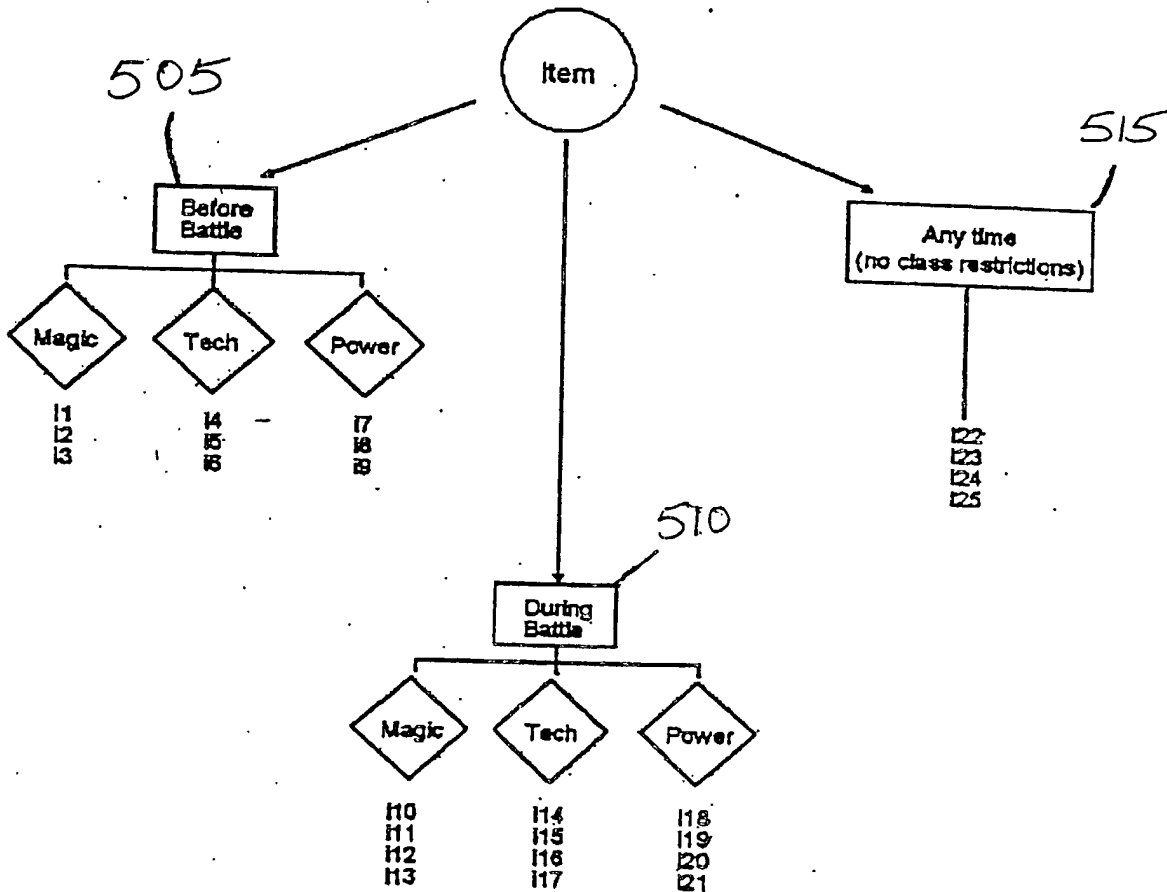 Item
505
515
Before
Battle
Any time
(no class restrictions)
Magic
Tech
Power
I1
I2
I3
I4
I5
I6
I7
I8
I9
I22
I23
I24
I25
510
During
Battle
Magic
Tech
Power
I10
I11
I12
I13
I14
I15
I16
I17
I18
I19
I20
I21